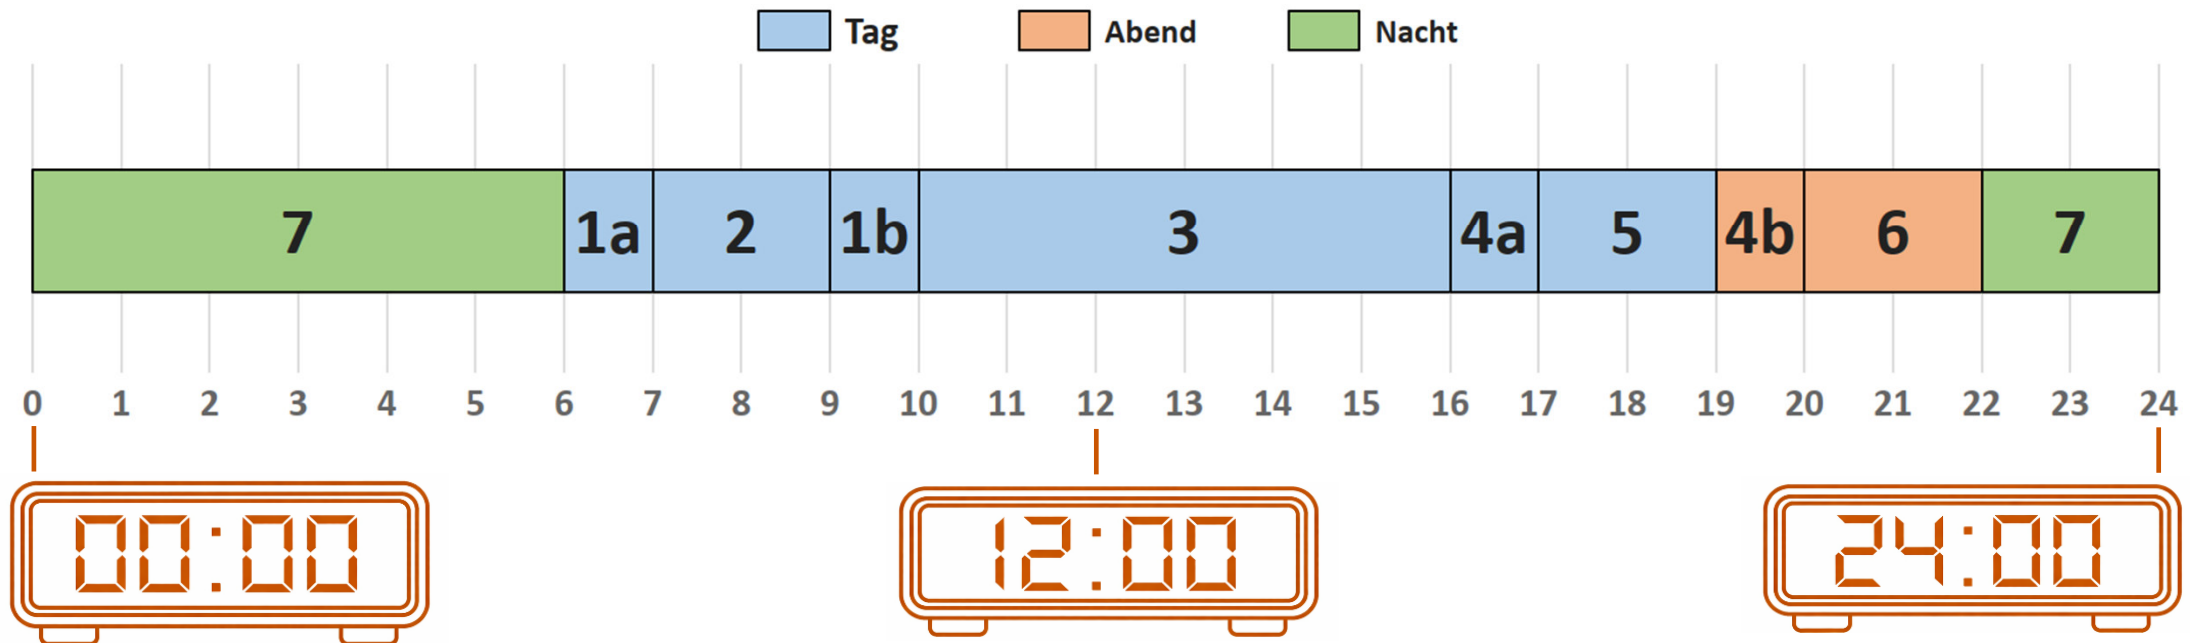 Tag Abend Nacht
7 1a 2 1b 3 4a 5 4b 6 7
0 1 2 3 4 5 6 7 8 9 10 11 12 13 14 15 16 17 18 19 20 21 22 23 24
00:00 12:00 24:00